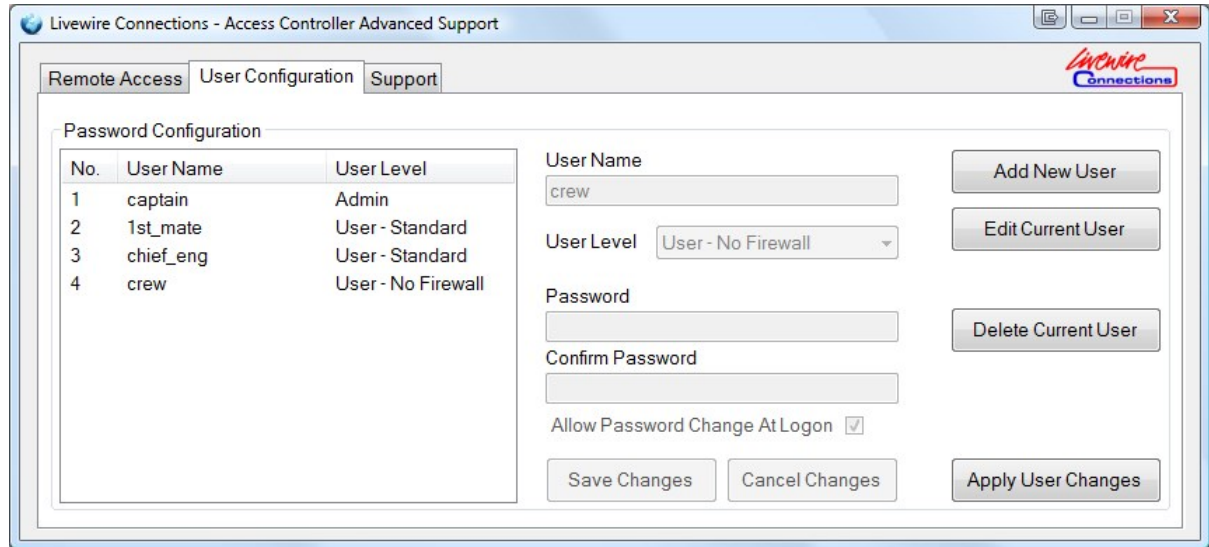 Livewire Connections - Access Controller Advanced Support
Livewire
Connections
Remote Access User Configuration Support
Password Configuration
No. User Name User Level
1 captain Admin
2 1st_mate User - Standard
3 chief_eng User - Standard
4 crew User - No Firewall
User Name
crew
User Level User - No Firewall
Password
Confirm Password
Allow Password Change At Logon
Save Changes Cancel Changes
Add New User
Edit Current User
Delete Current User
Apply User Changes